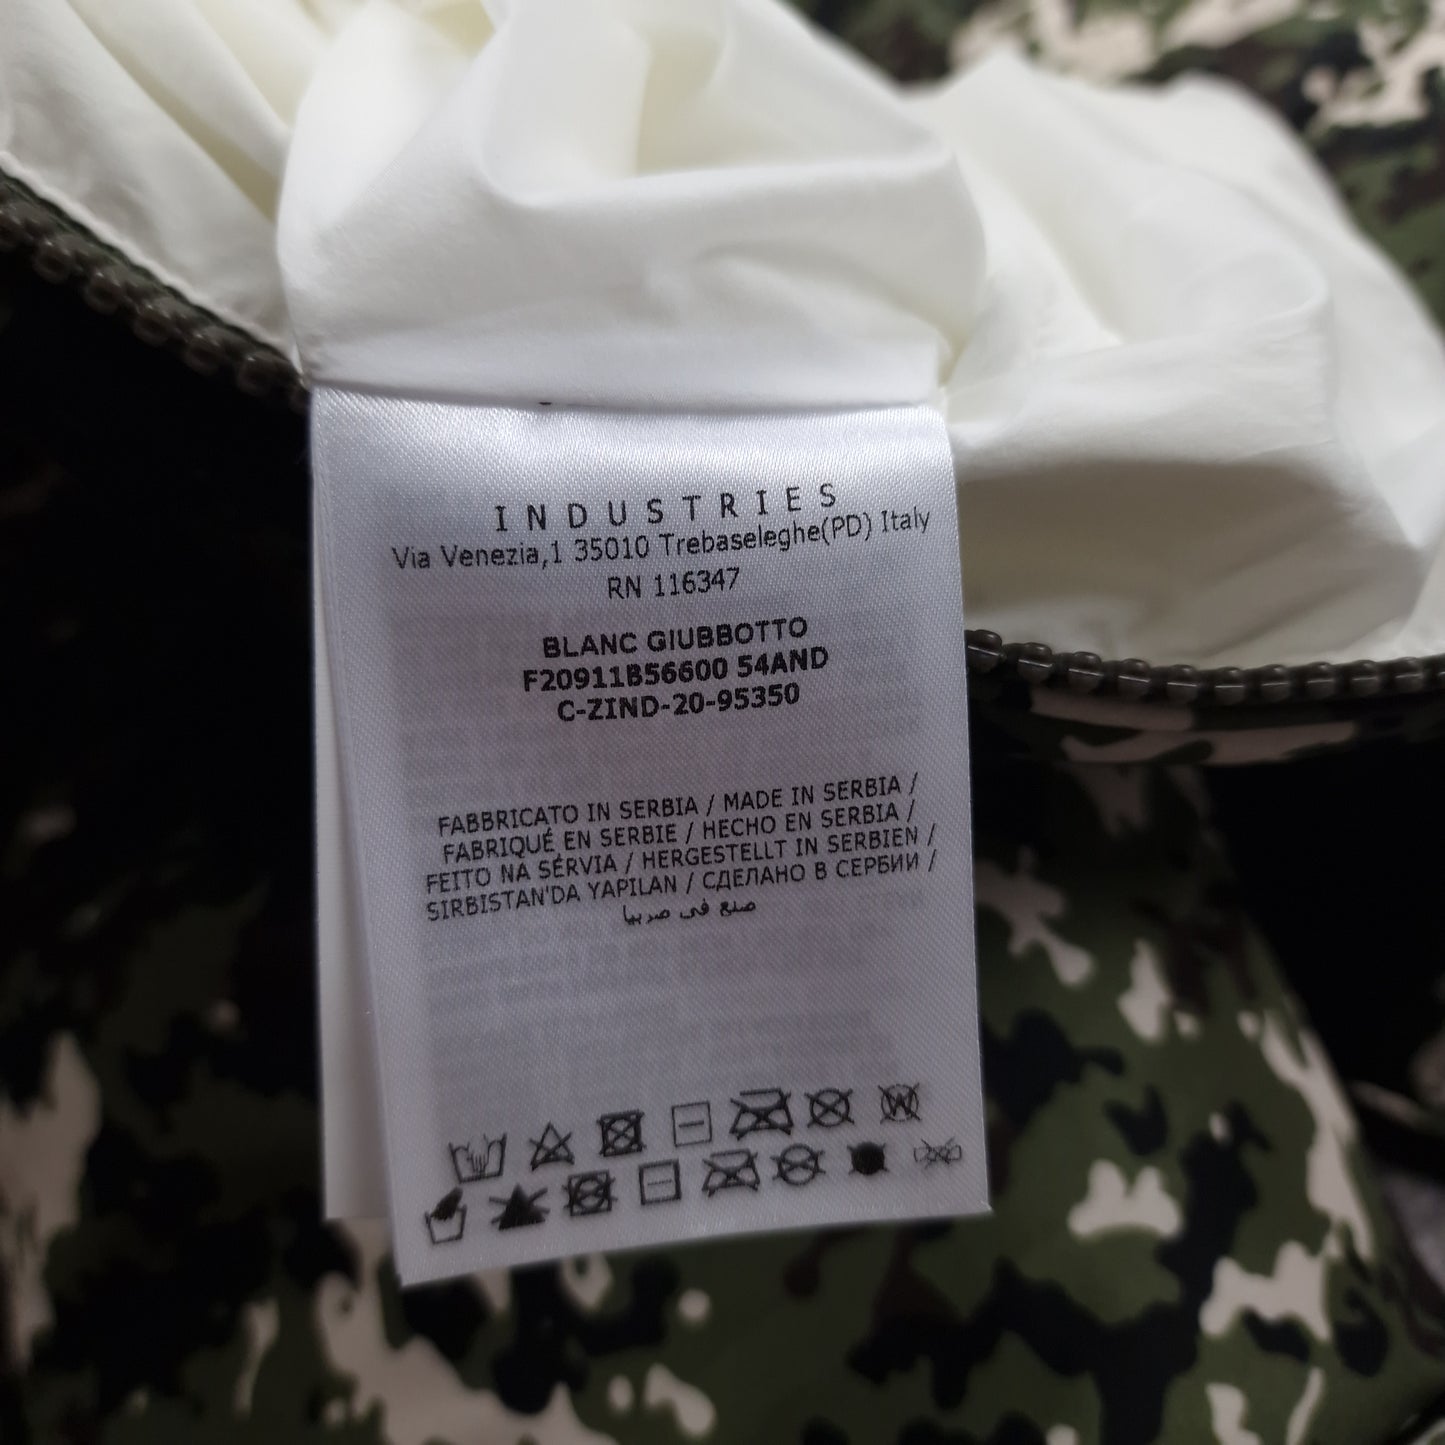 INDUSTRIES
Via Venezia,1 35010 Trebaseleghe(PD) Italy
RN 116347
BLANC GIUBBOTTO
F20911B56600 54AND
C-ZIND-20-95350
FABBRICATO IN SERBIA / MADE IN SERBIA /
FABRIQUÉ EN SERBIE / HECHO EN SERBIA /
FEITO NA SÉRVIA / HERGESTELLT IN SERBIEN /
SIRBISTAN'DA YAPILAN / СДЕЛАНО В СЕРБИИ /
صنع في صربيا